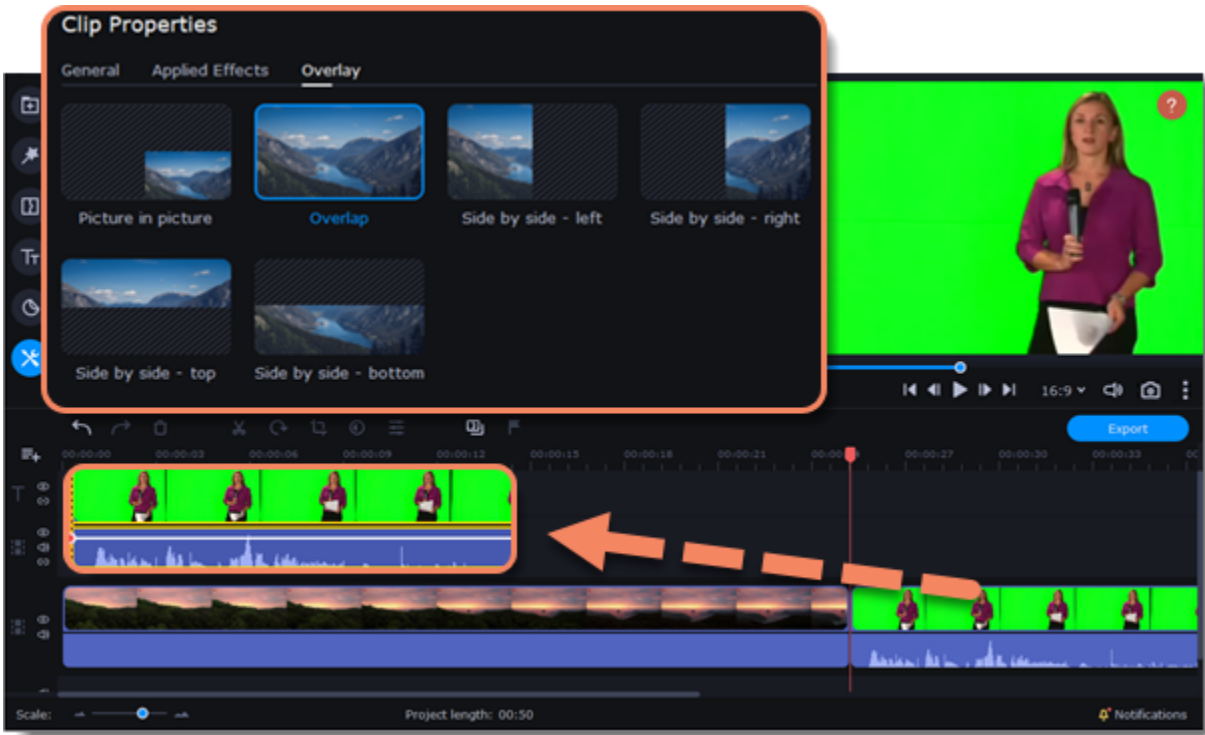 Clip Properties
General Applied Effects Overlay
Picture in picture Overlap Side by side - left Side by side - right
Side by side - top Side by side - bottom
?
Tт
16:9
Export
00:00:00 00:00:03 00:00:06 00:00:09 00:00:12 00:00:15 00:00:18 00:00:21 00:00:27 00:00:30 00:00:33
T
Scale: Project length: 00:50 Notifications